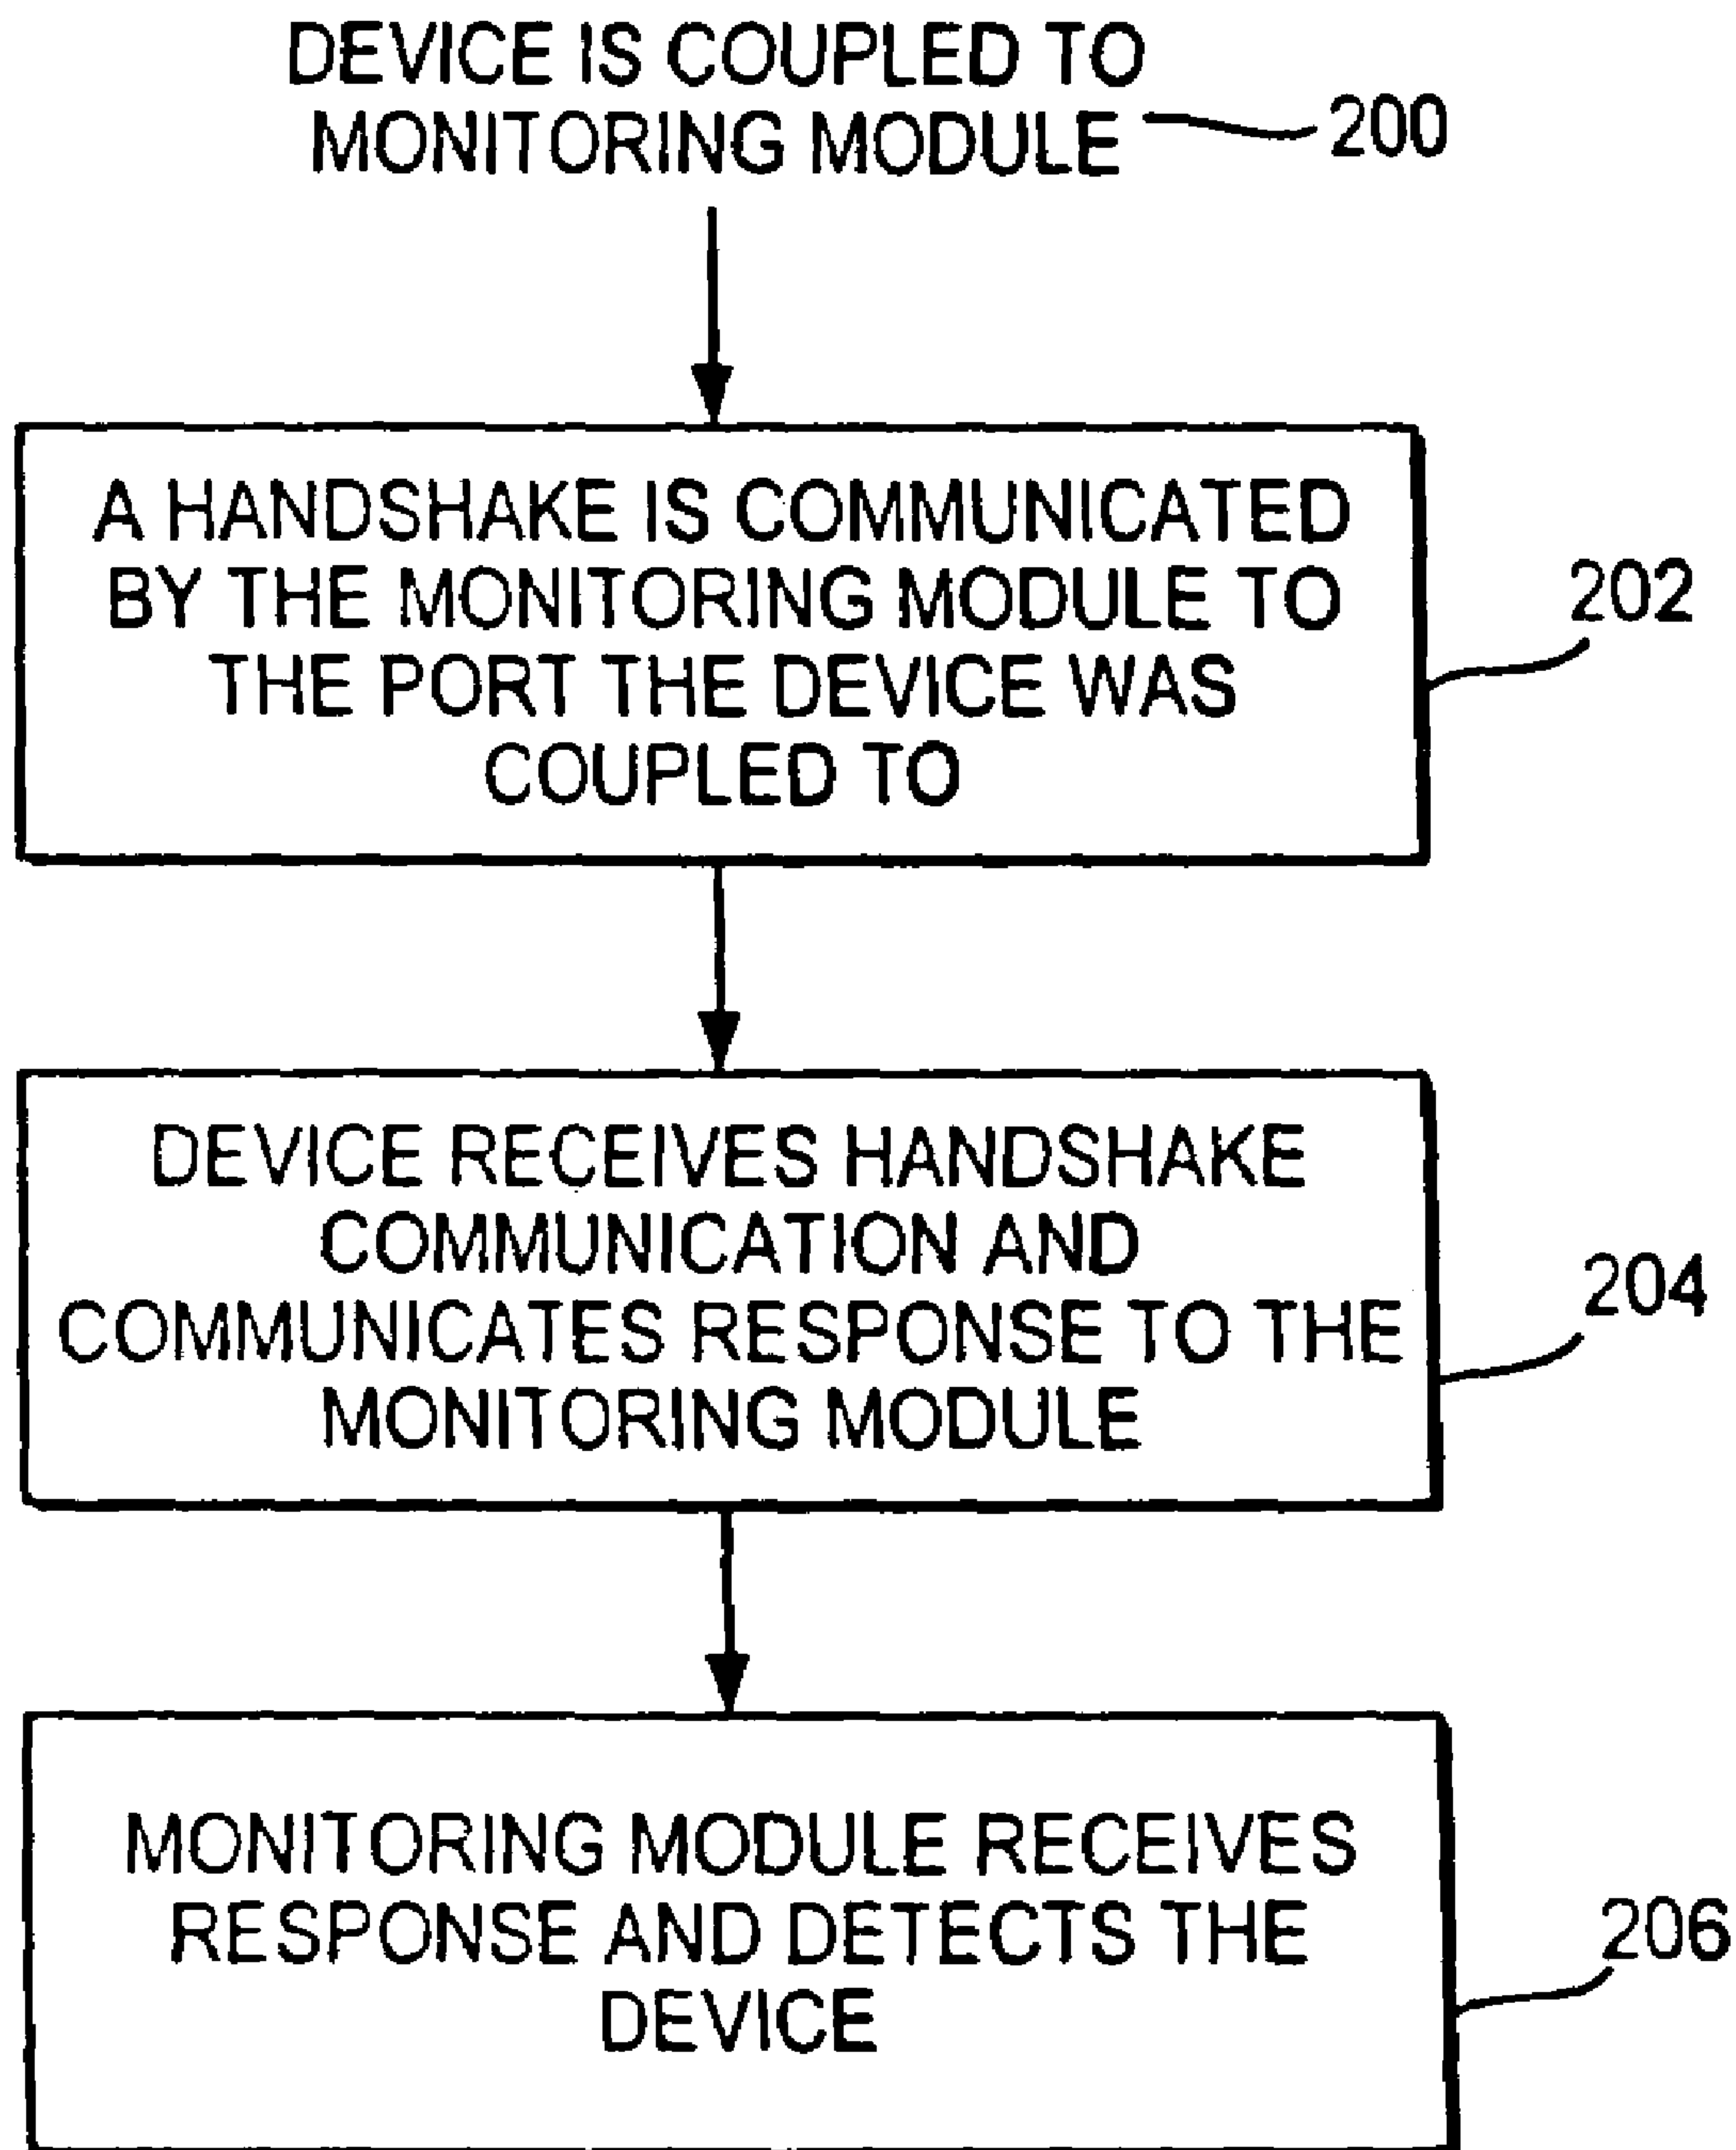 DEVICE IS COUPLED TO
MONITORING MODULE 200
A HANDSHAKE IS COMMUNICATED
BY THE MONITORING MODULE TO
THE PORT THE DEVICE WAS
COUPLED TO
202
DEVICE RECEIVES HANDSHAKE
COMMUNICATION AND
COMMUNICATES RESPONSE TO THE
MONITORING MODULE
204
MONITORING MODULE RECEIVES
RESPONSE AND DETECTS THE
DEVICE
206